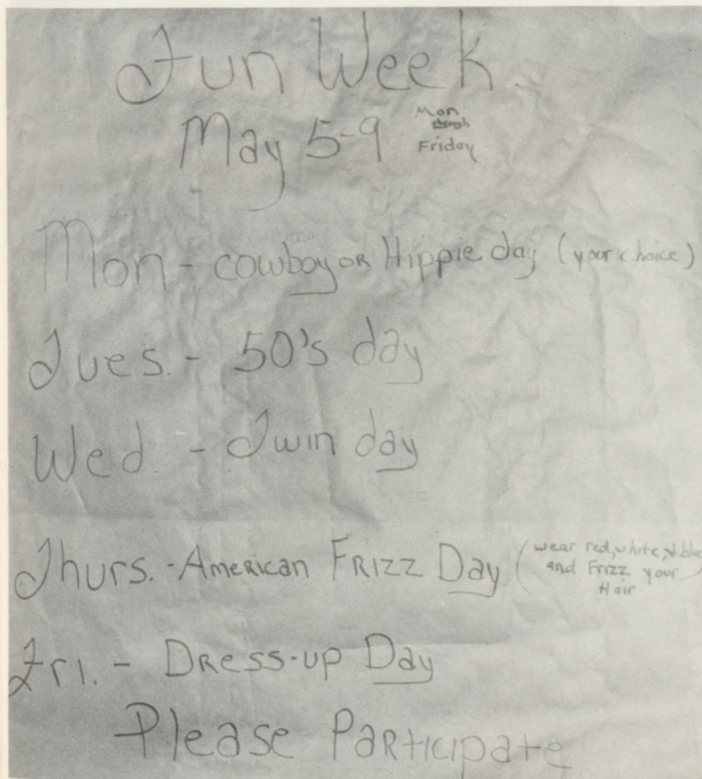 Fun Week
May 5-9 Mon
through
Friday
Mon - cowboy or Hippie day (your choice)
Tues. - 50's day
Wed. - Twin day
Thurs. - American Frizz Day (wear red, white, & blue
and Frizz your
Hair
Fri. - Dress-up Day
Please Participate